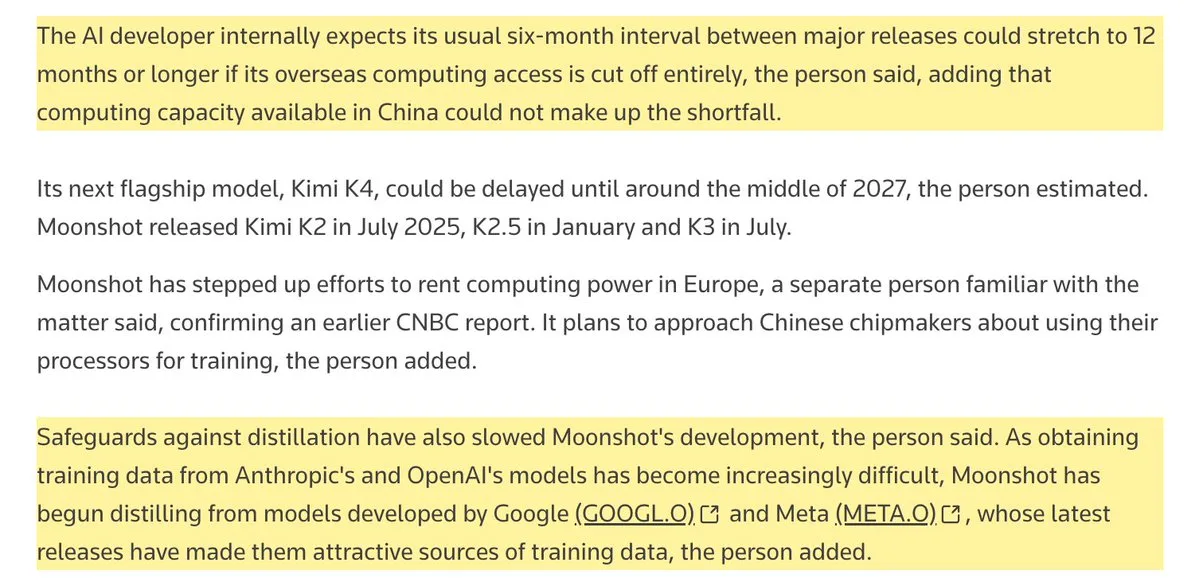 The AI developer internally expects its usual six-month interval between major releases could stretch to 12
months or longer if its overseas computing access is cut off entirely, the person said, adding that
computing capacity available in China could not make up the shortfall.
Its next flagship model, Kimi K4, could be delayed until around the middle of 2027, the person estimated.
Moonshot released Kimi K2 in July 2025, K2.5 in January and K3 in July.
Moonshot has stepped up efforts to rent computing power in Europe, a separate person familiar with the
matter said, confirming an earlier CNBC report. It plans to approach Chinese chipmakers about using their
processors for training, the person added.
Safeguards against distillation have also slowed Moonshot's development, the person said. As obtaining
training data from Anthropic's and OpenAI's models has become increasingly difficult, Moonshot has
begun distilling from models developed by Google (GOOGL.O) and Meta (META.O), whose latest
releases have made them attractive sources of training data, the person added.